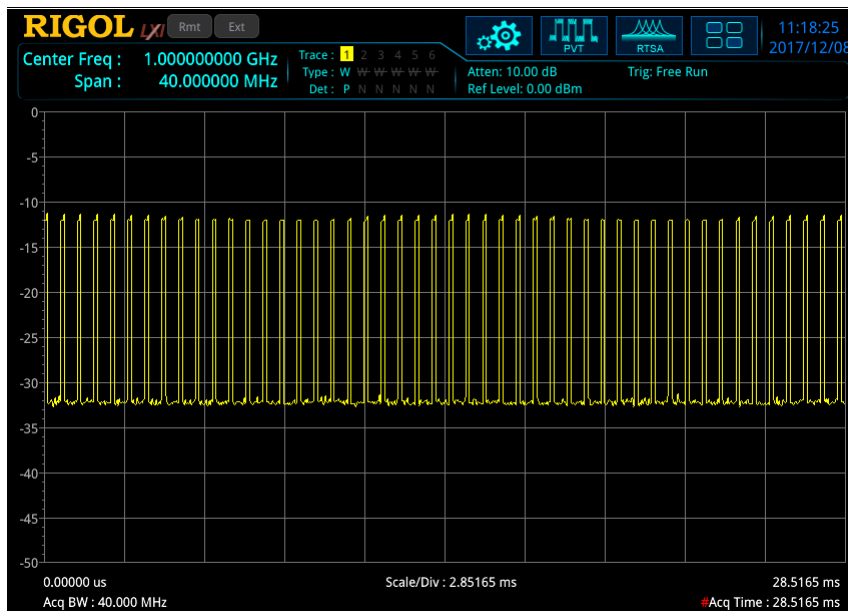 RIGOL LXI Rmt Ext
PVT RTSA
11:18:25
2017/12/08
Center Freq : 1.000000000 GHz
Span : 40.000000 MHz
Trace : 1 2 3 4 5 6
Type : W W W W W W
Det : P N N N N N
Atten: 10.00 dB Trig: Free Run
Ref Level: 0.00 dBm
0
-5
-10
-15
-20
-25
-30
-35
-40
-45
-50
0.00000 us Scale/Div : 2.85165 ms 28.5165 ms
Acq BW : 40.000 MHz #Acq Time : 28.5165 ms